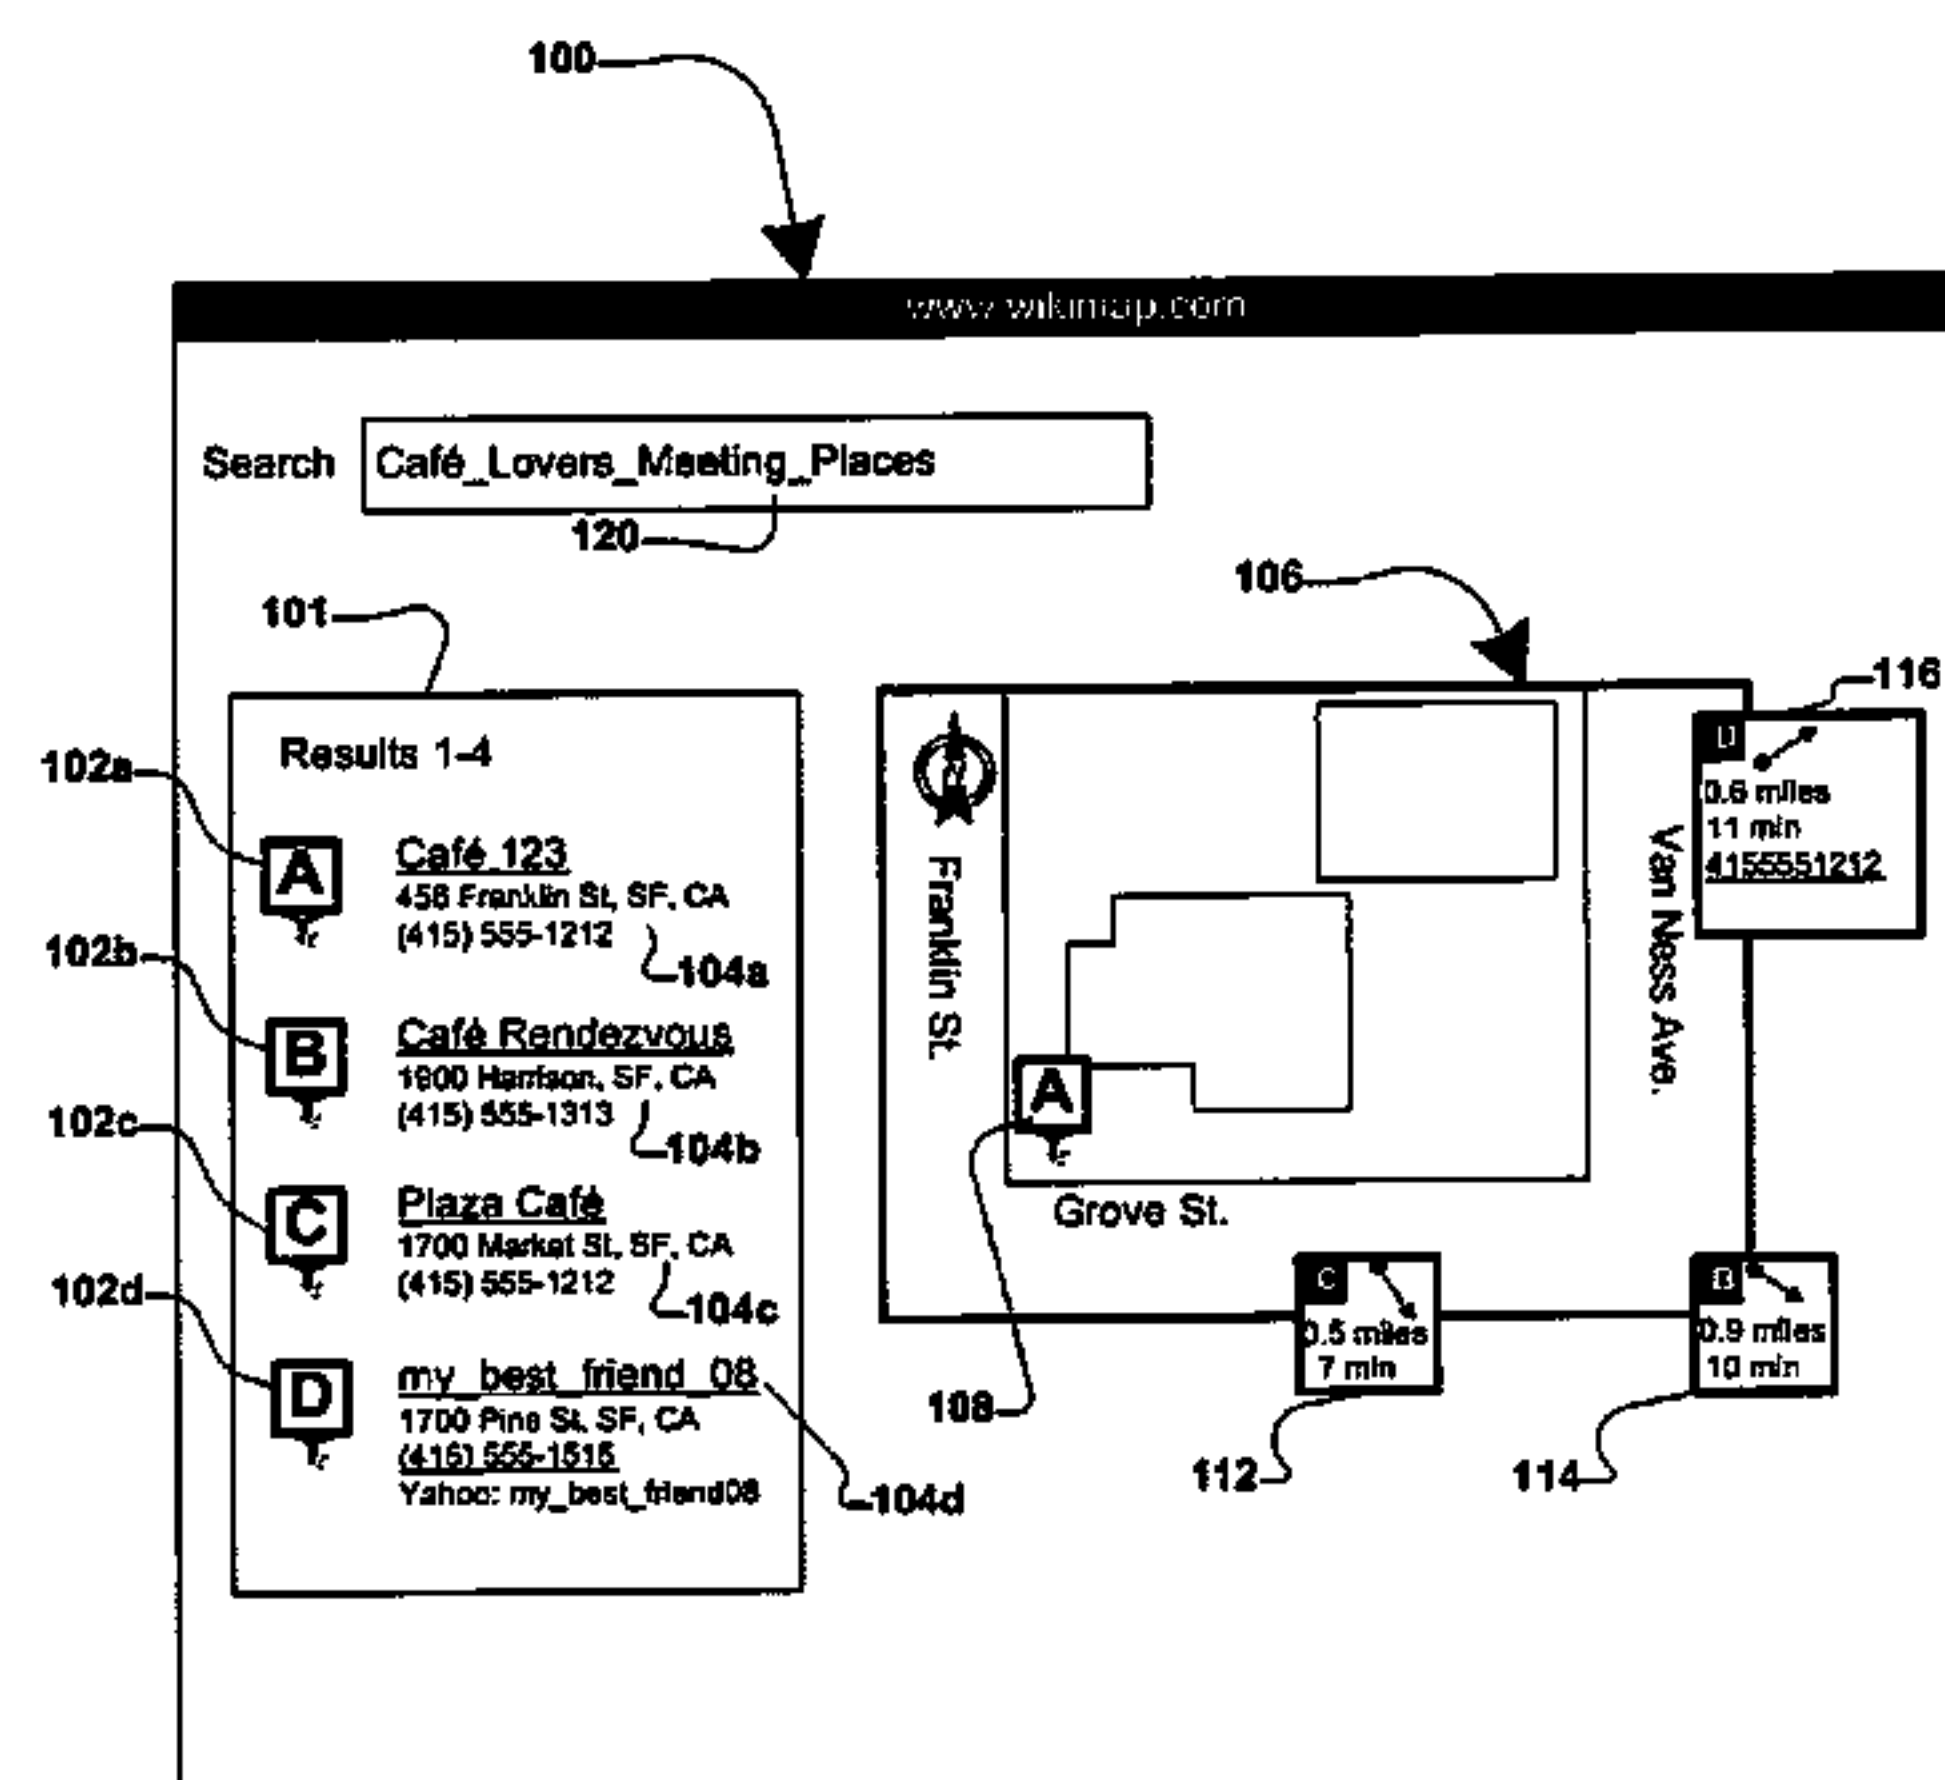 100
www.wikimap.com
Search
Café_Lovers_Meeting_Places
120
106
101
116
Results 1-4
102a
A
Café 123
456 Franklin St, SF, CA
(415) 555-1212
104a
102b
B
Café Rendezvous
1900 Harrison, SF, CA
(415) 555-1313
104b
102c
C
Plaza Café
1700 Market St, SF, CA
(415) 555-1212
104c
102d
D
my_best_friend_08
1700 Pine St, SF, CA
(415) 555-1515
Yahoo: my_best_friend08
104d
N
Franklin St.
Van Ness Ave.
D
0.6 miles
11 min
4155551212
A
Grove St.
108
C
0.5 miles
7 min
112
B
0.9 miles
10 min
114